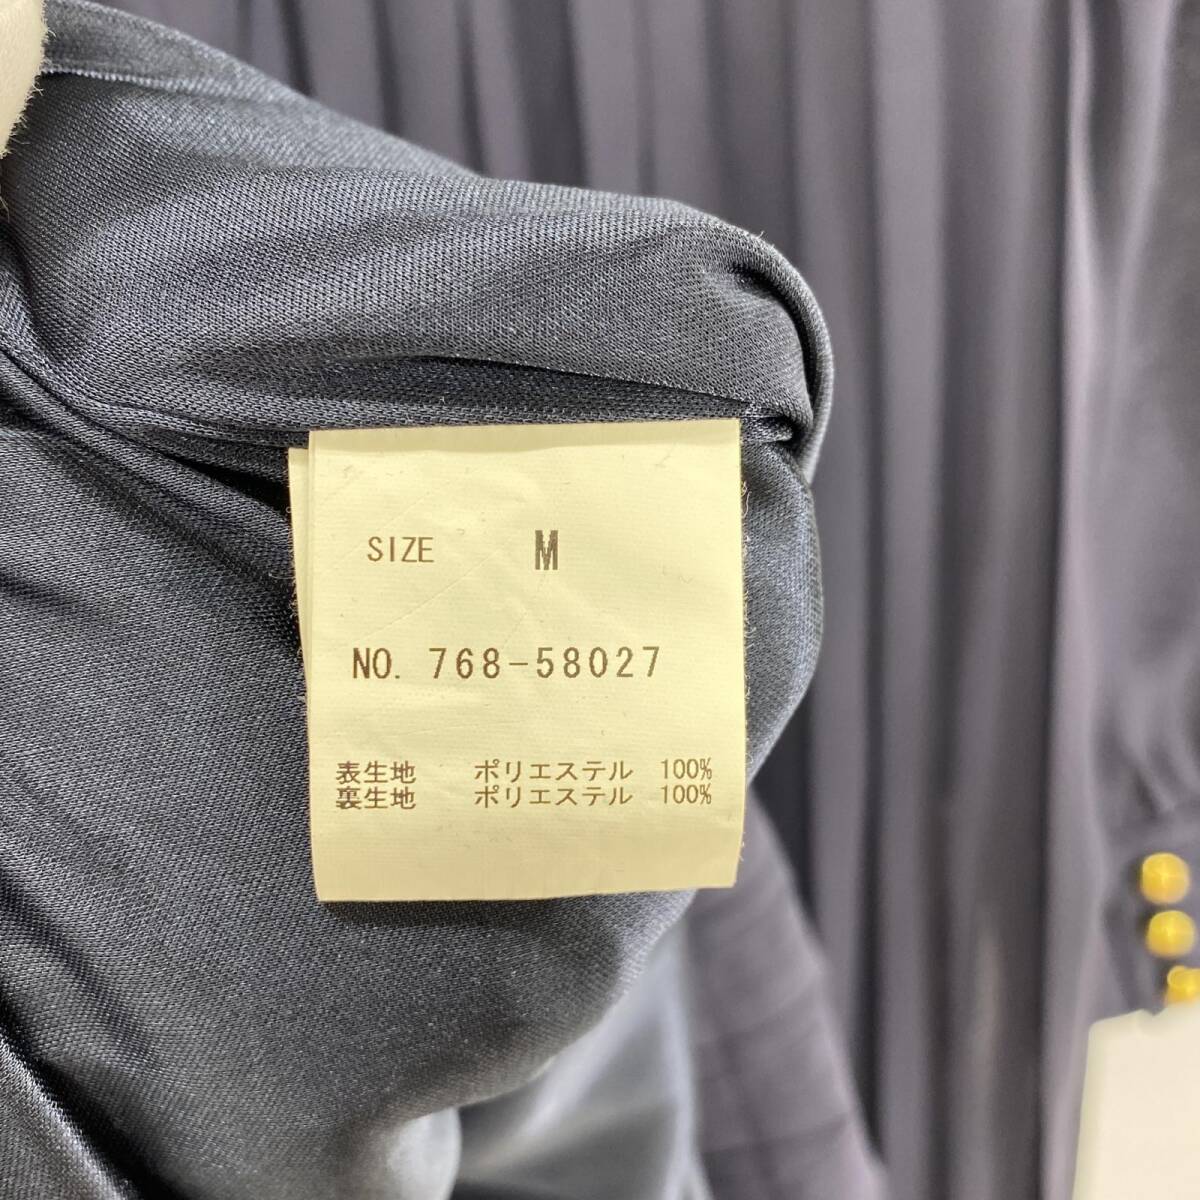 SIZE M
NO. 768-58027
表生地 ポリエステル 100%
裏生地 ポリエステル 100%